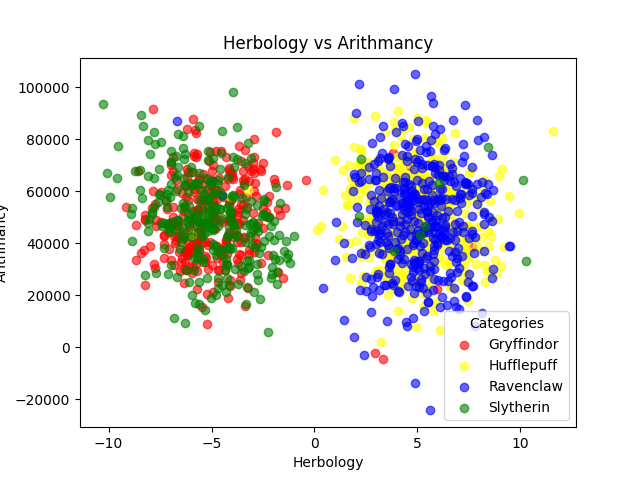 Herbology vs Arithmancy
100000
80000
60000
40000
20000
0
−20000
Arithmancy
−10
−5
0
5
10
Herbology
Categories
Gryffindor
Hufflepuff
Ravenclaw
Slytherin